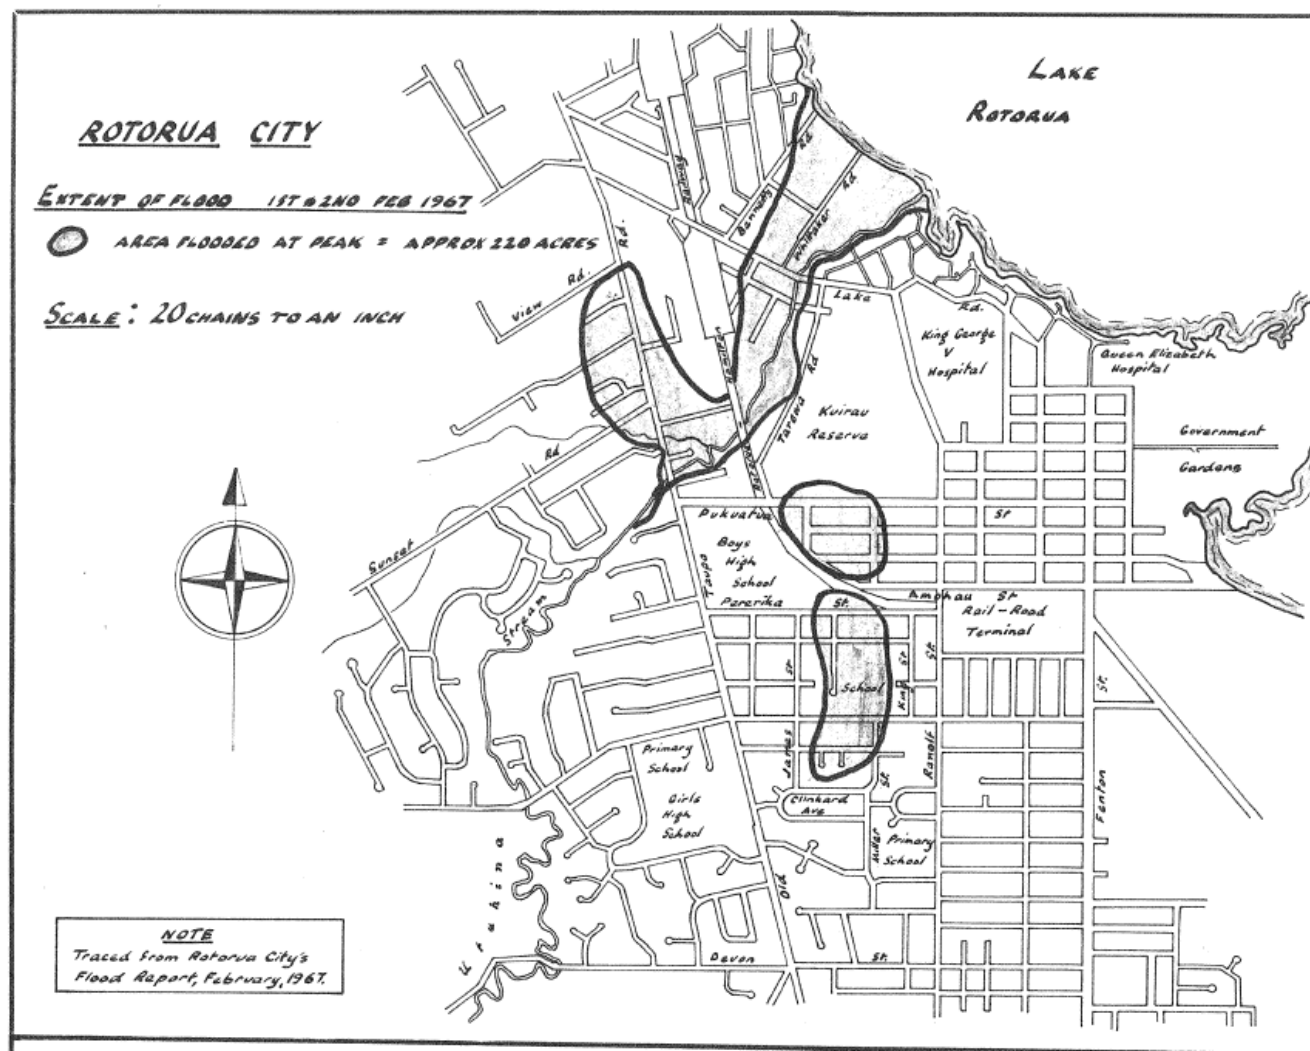 LAKE
ROTORUA
ROTORUA CITY
EXTENT OF FLOOD 1ST & 2ND FEB 1967
AREA FLOODED AT PEAK = APPROX 220 ACRES
SCALE: 20 CHAINS TO AN INCH
Rd.
View Rd.
Rd
Whittaker Rd
Lake Rd.
King George
V
Hospital
Queen Elizabeth
Hospital
Tarewa Rd
Kuirau
Reserve
Government
Gardens
Sunset Rd
Pukuatua St
Boys
High
School
Pererika St.
Taupo
Amohau St
Rail-Road
Terminal
Stream
St
School
King St
St.
St.
James
Primary
School
Girls
High
School
Clinkard
Ave
St.
Ranolf
Fenton
Miller
Primary
School
Old
Utuhina
Devon St.
NOTE
Traced from Rotorua City's
Flood Report, February, 1967.